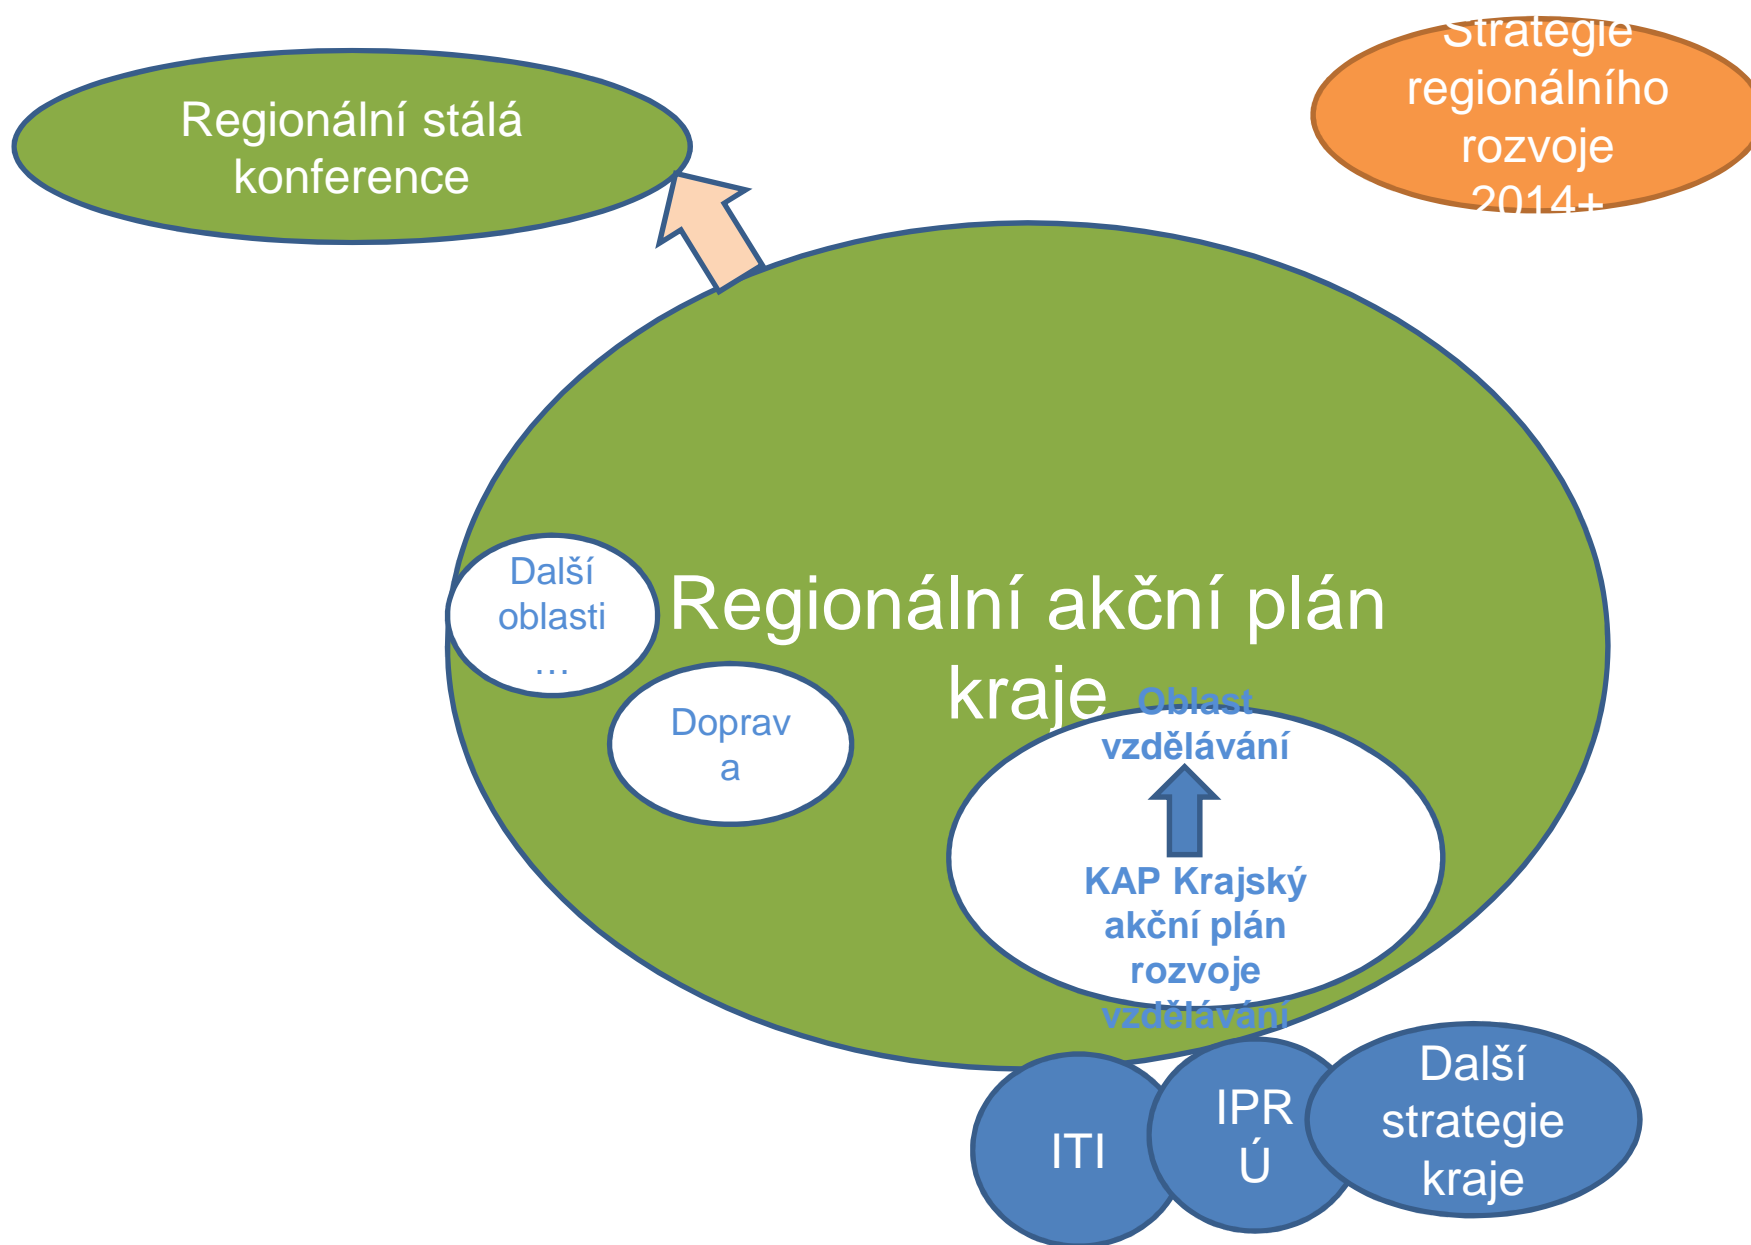 Regionální stálá
konference
Strategie
regionálního
rozvoje
2014+
Další
oblasti
…
Regionální akční plán
kraje
Doprav
a
Oblast
vzdělávání
KAP Krajský
akční plán
rozvoje
vzdělávání
ITI
IPR
Ú
Další
strategie
kraje